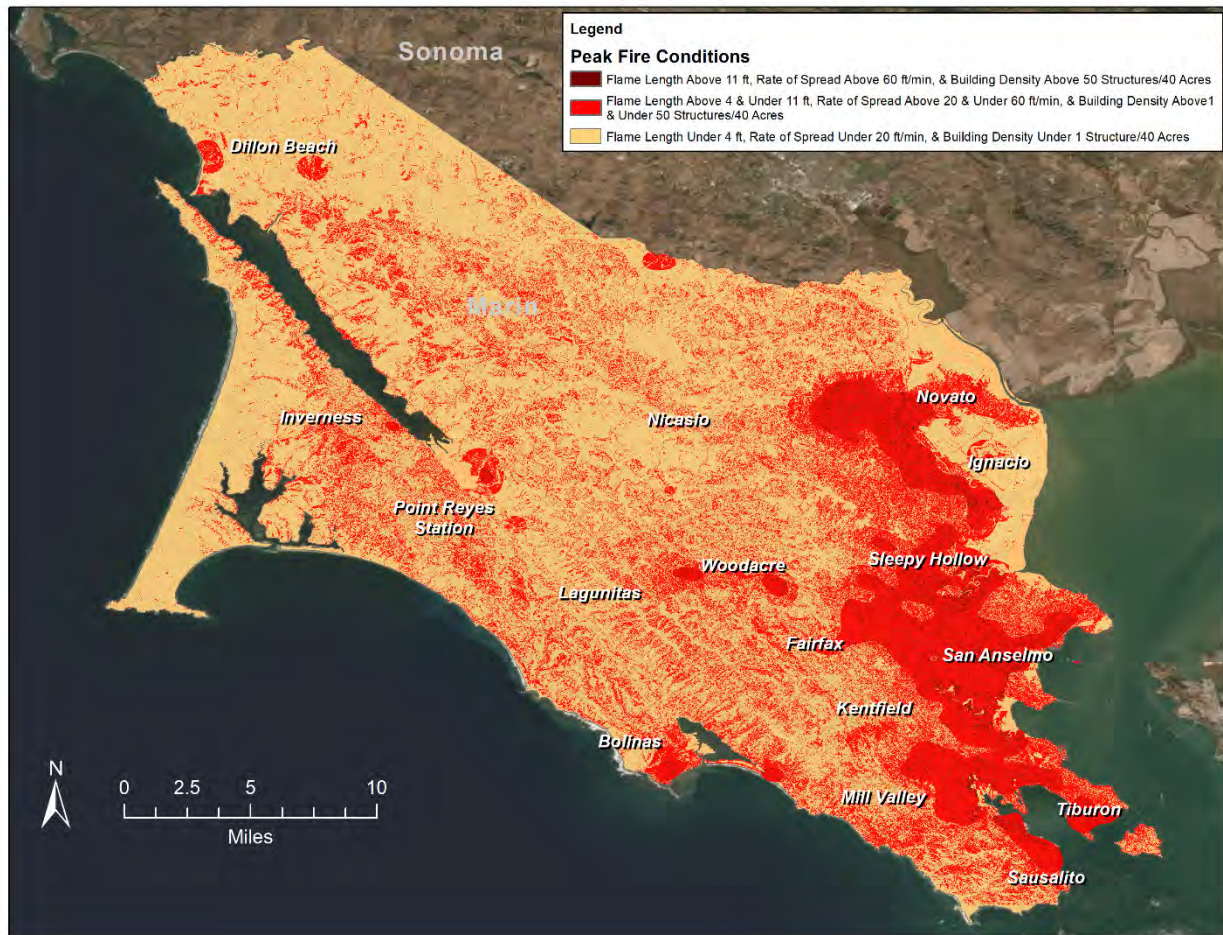 Legend
Peak Fire Conditions
Flame Length Above 11 ft, Rate of Spread Above 60 ft/min, & Building Density Above 50 Structures/40 Acres
Flame Length Above 4 & Under 11 ft, Rate of Spread Above 20 & Under 60 ft/min, & Building Density Above1
& Under 50 Structures/40 Acres
Flame Length Under 4 ft, Rate of Spread Under 20 ft/min, & Building Density Under 1 Structure/40 Acres
Sonoma
Dillon Beach
Marin
Novato
Inverness
Nicasio
Ignacio
Point Reyes
Station
Sleepy Hollow
Woodacre
Lagunitas
Fairfax
San Anselmo
Kentfield
Bolinas
Mill Valley
Tiburon
Sausalito
N
0 2.5 5 10
Miles